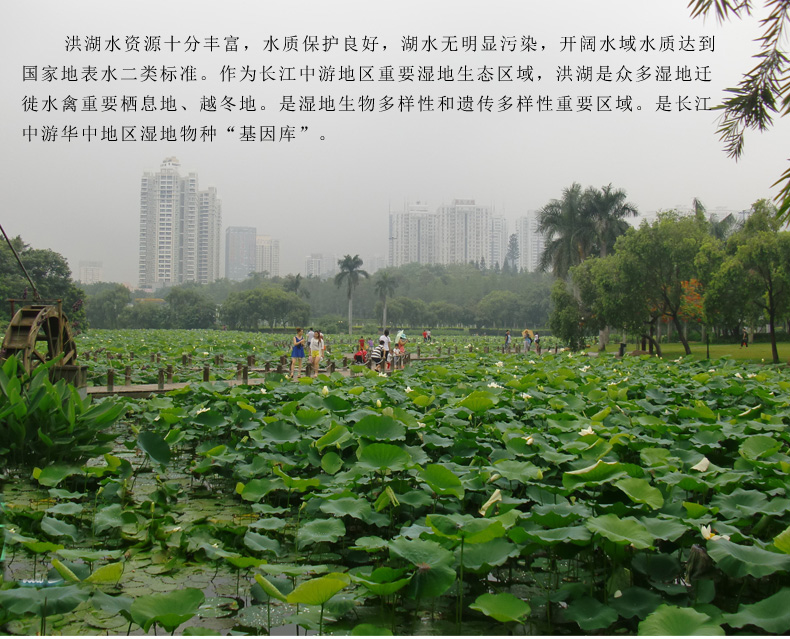 洪湖水资源十分丰富，水质保护良好，湖水无明显污染，开阔水域水质达到
国家地表水二类标准。作为长江中游地区重要湿地生态区域，洪湖是众多湿地迁
徙水禽重要栖息地、越冬地。是湿地生物多样性和遗传多样性重要区域。是长江
中游华中地区湿地物种“基因库”。